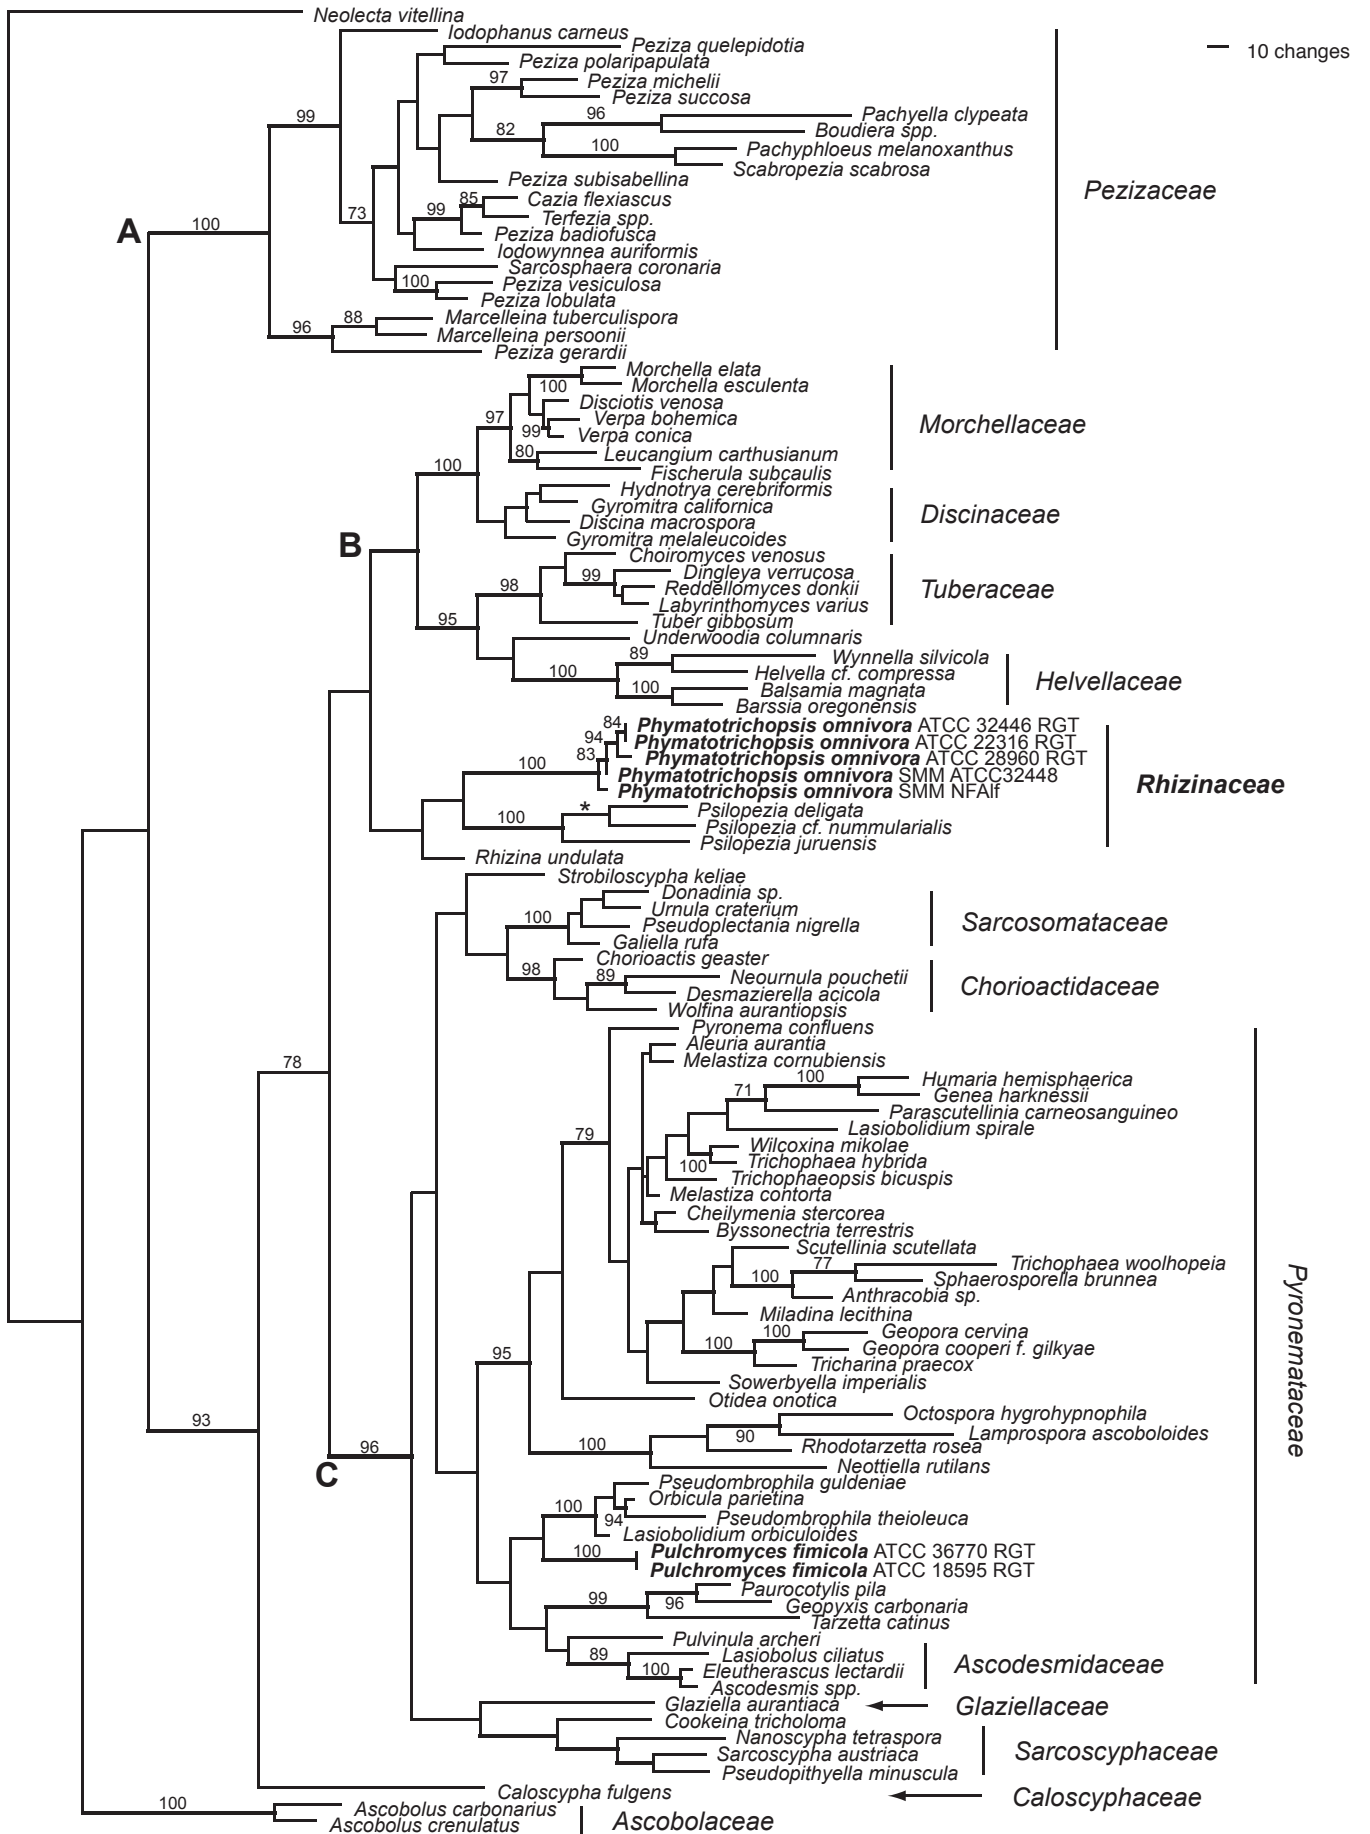 Neolecta vitellina
Iodophanus carneus
Peziza quelepidotia
10 changes
Peziza polaripapulata
97
Peziza michelii
Peziza succosa
99
96
Pachyella clypeata
82
Boudiera spp.
100
Pachyphloeus melanoxanthus
Scabropezia scabrosa
Peziza subisabellina
Pezizaceae
85
Cazia flexiascus
73
99
Terfezia spp.
A
100
Peziza badiofusca
Iodowynnea auriformis
Sarcosphaera coronaria
100
Peziza vesiculosa
Peziza lobulata
88
Marcelleina tuberculispora
96
Marcelleina persoonii
Peziza gerardii
Morchella elata
100
Morchella esculenta
Disciotis venosa
97
Verpa bohemica
Morchellaceae
99
Verpa conica
80
Leucangium carthusianum
100
Fischerula subcaulis
Hydnotrya cerebriformis
Gyromitra californica
Discinaceae
Discina macrospora
Gyromitra melaleucoides
B
Choiromyces venosus
99
Dingleya verrucosa
98
Reddellomyces donkii
Tuberaceae
Labyrinthomyces varius
95
Tuber gibbosum
Underwoodia columnaris
89
Wynnella silvicola
100
Helvella cf. compressa
Helvellaceae
100
Balsamia magnata
Barssia oregonensis
84
Phymatotrichopsis omnivora ATCC 32446 RGT
94
Phymatotrichopsis omnivora ATCC 22316 RGT
83
Phymatotrichopsis omnivora ATCC 28960 RGT
100
Phymatotrichopsis omnivora SMM ATCC32448
Rhizinaceae
Phymatotrichopsis omnivora SMM NFAlf
*
Psilopezia deligata
100
Psilopezia cf. nummularialis
Psilopezia juruensis
Rhizina undulata
Strobiloscypha keliae
Donadinia sp.
100
Urnula craterium
Sarcosomataceae
Pseudoplectania nigrella
Galiella rufa
Chorioactis geaster
98
89
Neournula pouchetii
Chorioactidaceae
Desmazierella acicola
Wolfina aurantiopsis
Pyronema confluens
Aleuria aurantia
78
Melastiza cornubiensis
100
Humaria hemisphaerica
71
Genea harknessii
Parascutellinia carneosanguineo
79
Lasiobolidium spirale
Wilcoxina mikolae
100
Trichophaea hybrida
Trichophaeopsis bicuspis
Melastiza contorta
Cheilymenia stercorea
Byssonectria terrestris
Scutellinia scutellata
77
Trichophaea woolhopeia
100
Sphaerosporella brunnea
Anthracobia sp.
Miladina lecithina
100
Geopora cervina
100
Geopora cooperi f. gilkyae
95
Tricharina praecox
Pyronemataceae
Sowerbyella imperialis
Otidea onotica
93
Octospora hygrohypnophila
90
Lamprospora ascoboloides
96
100
Rhodotarzetta rosea
C
Neottiella rutilans
Pseudombrophila guldeniae
100
Orbicula parietina
94
Pseudombrophila theioleuca
Lasiobolidium orbiculoides
100
Pulchromyces fimicola ATCC 36770 RGT
Pulchromyces fimicola ATCC 18595 RGT
99
Paurocotylis pila
96
Geopyxis carbonaria
Tarzetta catinus
Pulvinula archeri
89
Lasiobolus ciliatus
100
Eleutherascus lectardii
Ascodesmidaceae
Ascodesmis spp.
Glaziella aurantiaca
Glaziellaceae
Cookeina tricholoma
Nanoscypha tetraspora
Sarcoscypha austriaca
Sarcoscyphaceae
Pseudopithyella minuscula
Caloscypha fulgens
Caloscyphaceae
100
Ascobolus carbonarius
Ascobolus crenulatus
Ascobolaceae